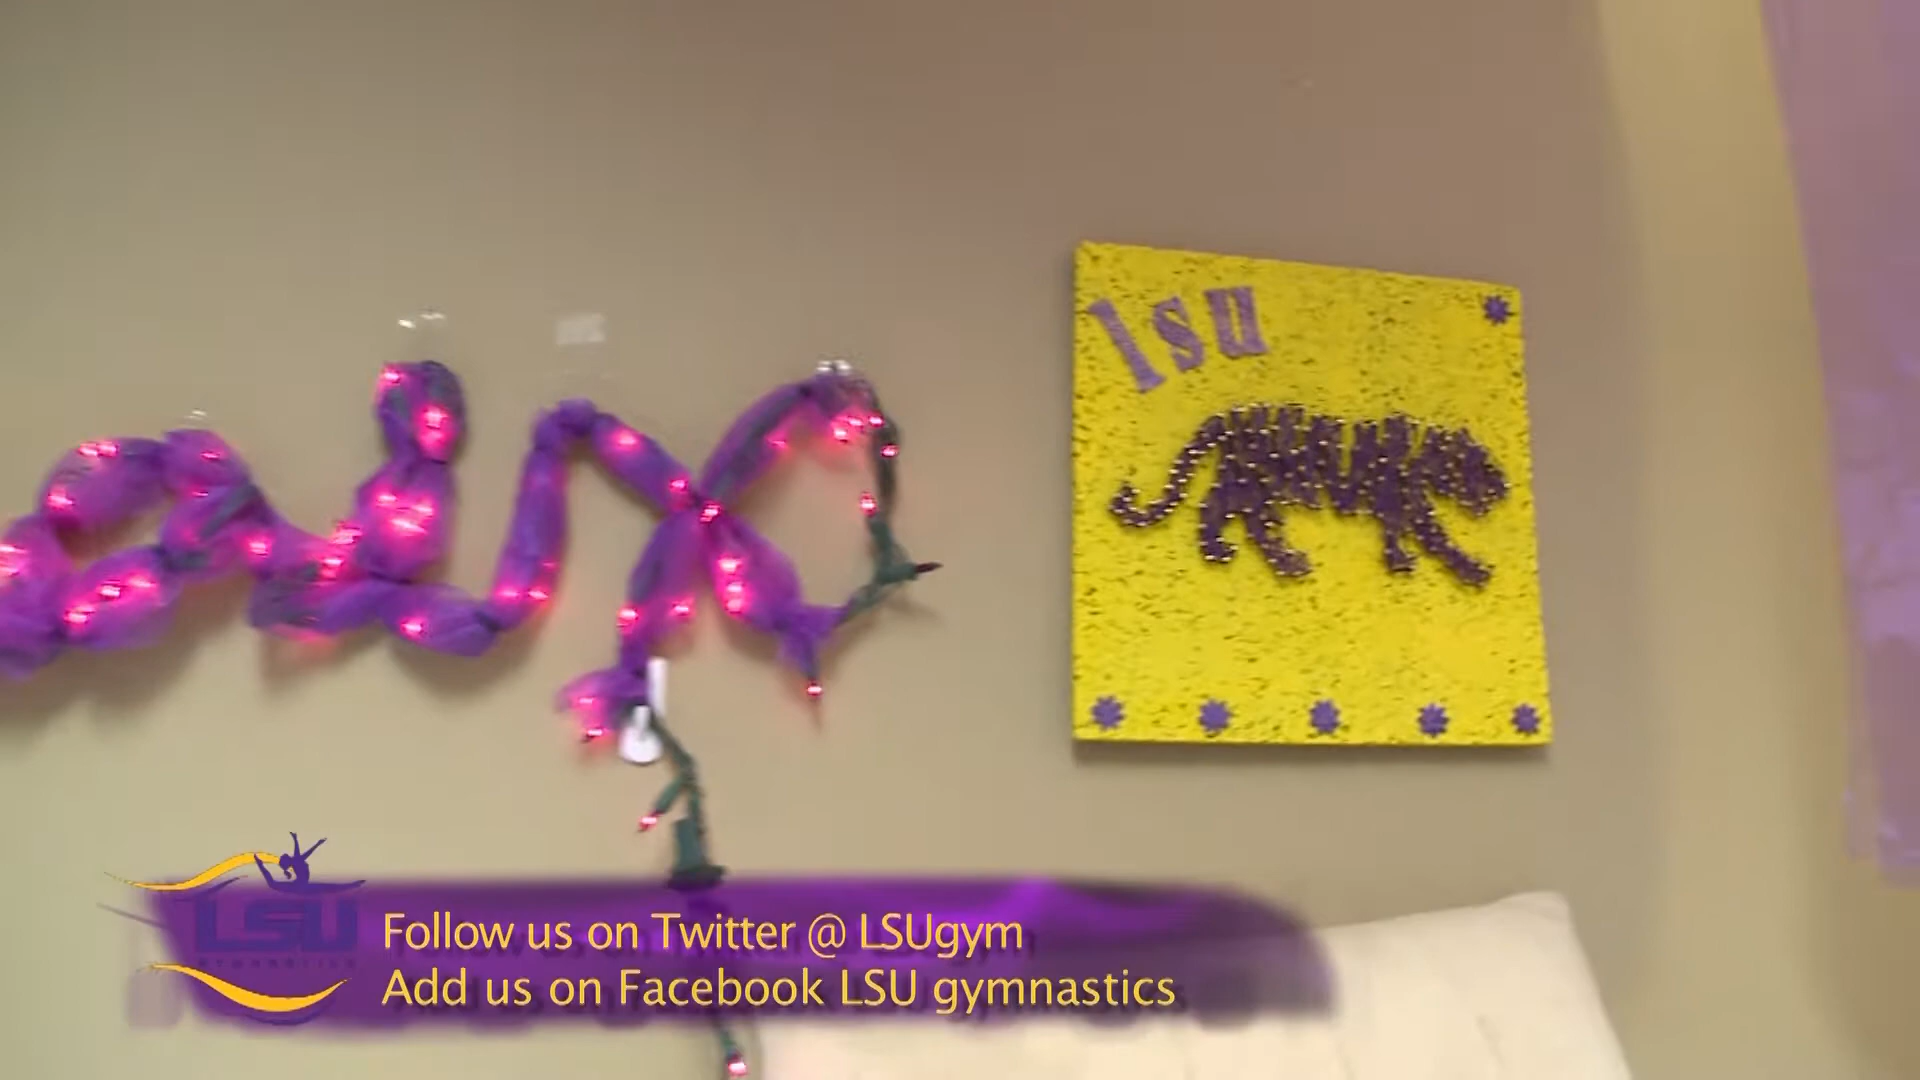 lsu
LSU
Follow us on Twitter @ LSUgym
Add us on Facebook LSU gymnastics